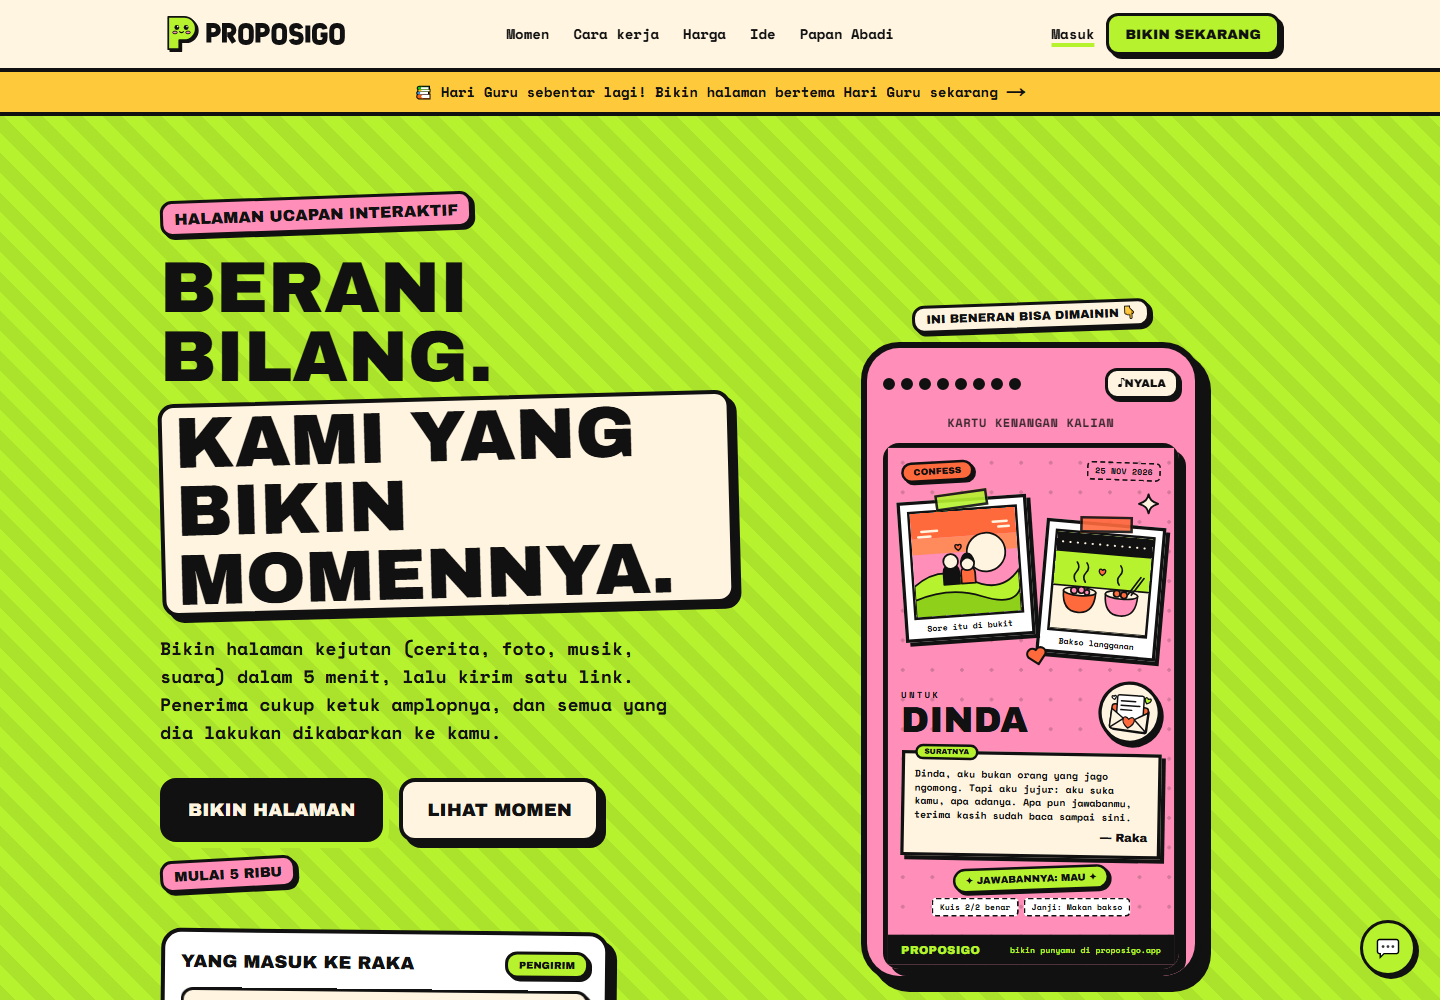 PROPOSIGO
Momen Cara kerja Harga Ide Papan Abadi
Masuk
BIKIN SEKARANG
Hari Guru sebentar lagi! Bikin halaman bertema Hari Guru sekarang →
HALAMAN UCAPAN INTERAKTIF
BERANI
BILANG.
KAMI YANG
BIKIN
MOMENNYA.
Bikin halaman kejutan (cerita, foto, musik,
suara) dalam 5 menit, lalu kirim satu link.
Penerima cukup ketuk amplopnya, dan semua yang
dia lakukan dikabarkan ke kamu.
BIKIN HALAMAN
LIHAT MOMEN
MULAI 5 RIBU
YANG MASUK KE RAKA
PENGIRIM
INI BENERAN BISA DIMAININ 👇
♪NYALA
KARTU KENANGAN KALIAN
CONFESS
25 NOV 2026
Sore itu di bukit
Bakso langganan
UNTUK
DINDA
SURATNYA
Dinda, aku bukan orang yang jago
ngomong. Tapi aku jujur: aku suka
kamu, apa adanya. Apa pun jawabanmu,
terima kasih sudah baca sampai sini.
— Raka
✦ JAWABANNYA: MAU ✦
Kuis 2/2 benar
Janji: Makan bakso
PROPOSIGO
bikin punyamu di proposigo.app